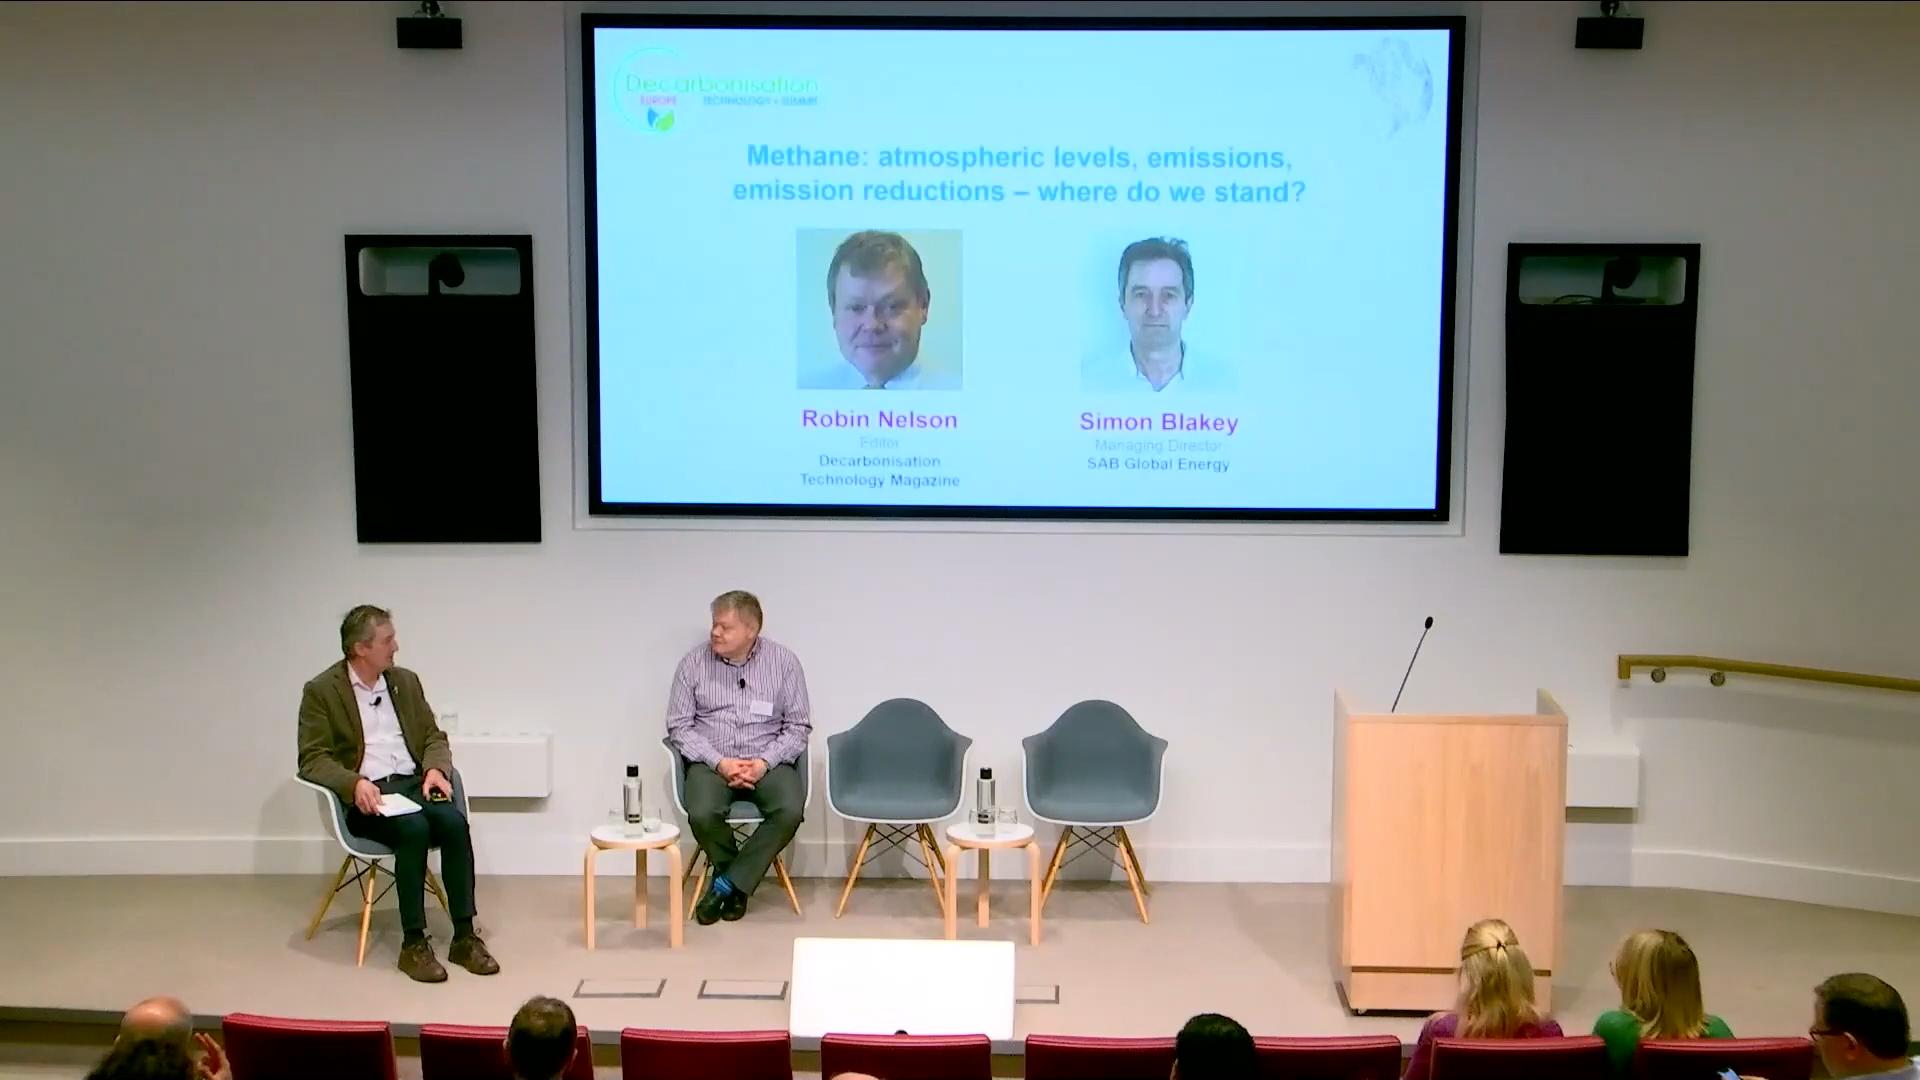 Decarbonisation
EUROPE TECHNOLOGY • SUMMIT
Methane: atmospheric levels, emissions,
emission reductions – where do we stand?
Robin Nelson
Editor
Decarbonisation
Technology Magazine
Simon Blakey
Managing Director
SAB Global Energy